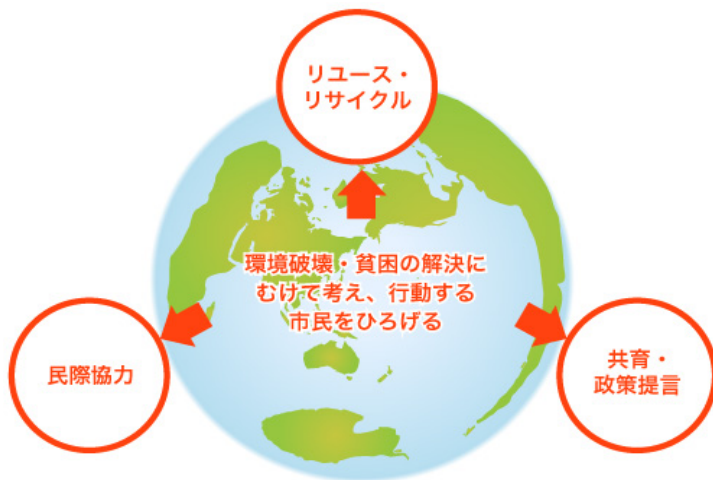 リユース・
リサイクル
環境破壊・貧困の解決に
むけて考え、行動する
市民をひろげる
民際協力
共育・
政策提言